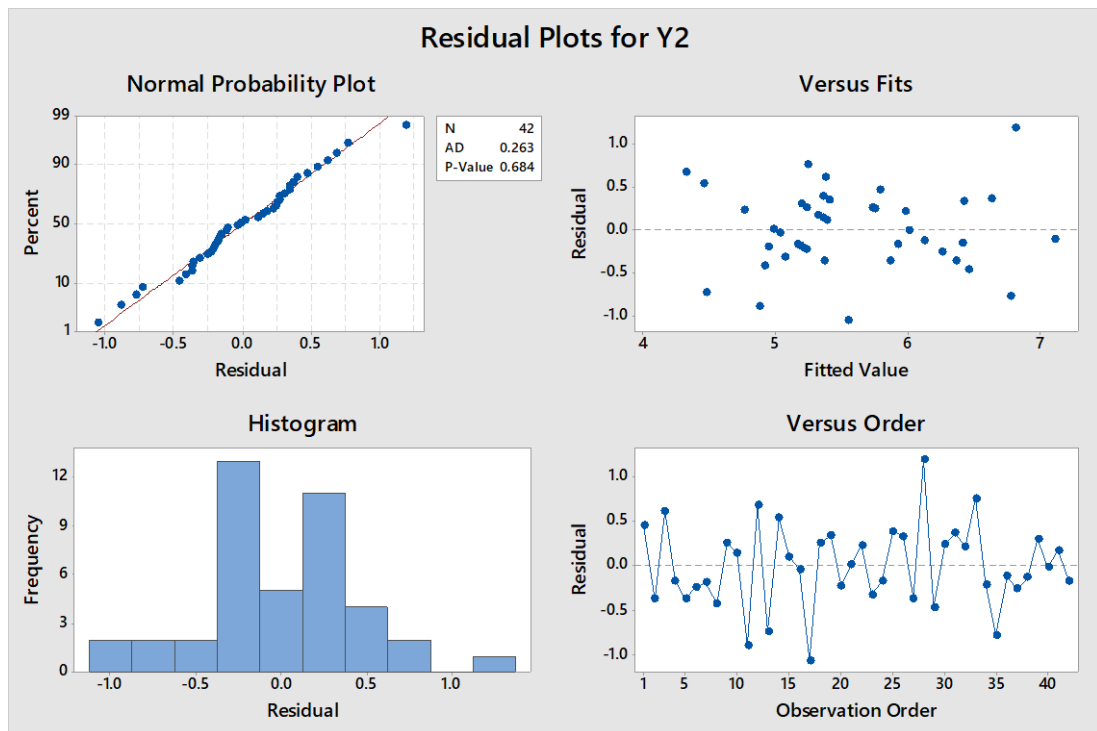 Residual Plots for Y2
Normal Probability Plot
99
90
50
10
1
Percent
-1.0 -0.5 0.0 0.5 1.0
Residual
N 42
AD 0.263
P-Value 0.684
Versus Fits
1.0
0.5
0.0
-0.5
-1.0
Residual
4 5 6 7
Fitted Value
Histogram
12
9
6
3
0
Frequency
-1.0 -0.5 0.0 0.5 1.0
Residual
Versus Order
1.0
0.5
0.0
-0.5
-1.0
Residual
1 5 10 15 20 25 30 35 40
Observation Order